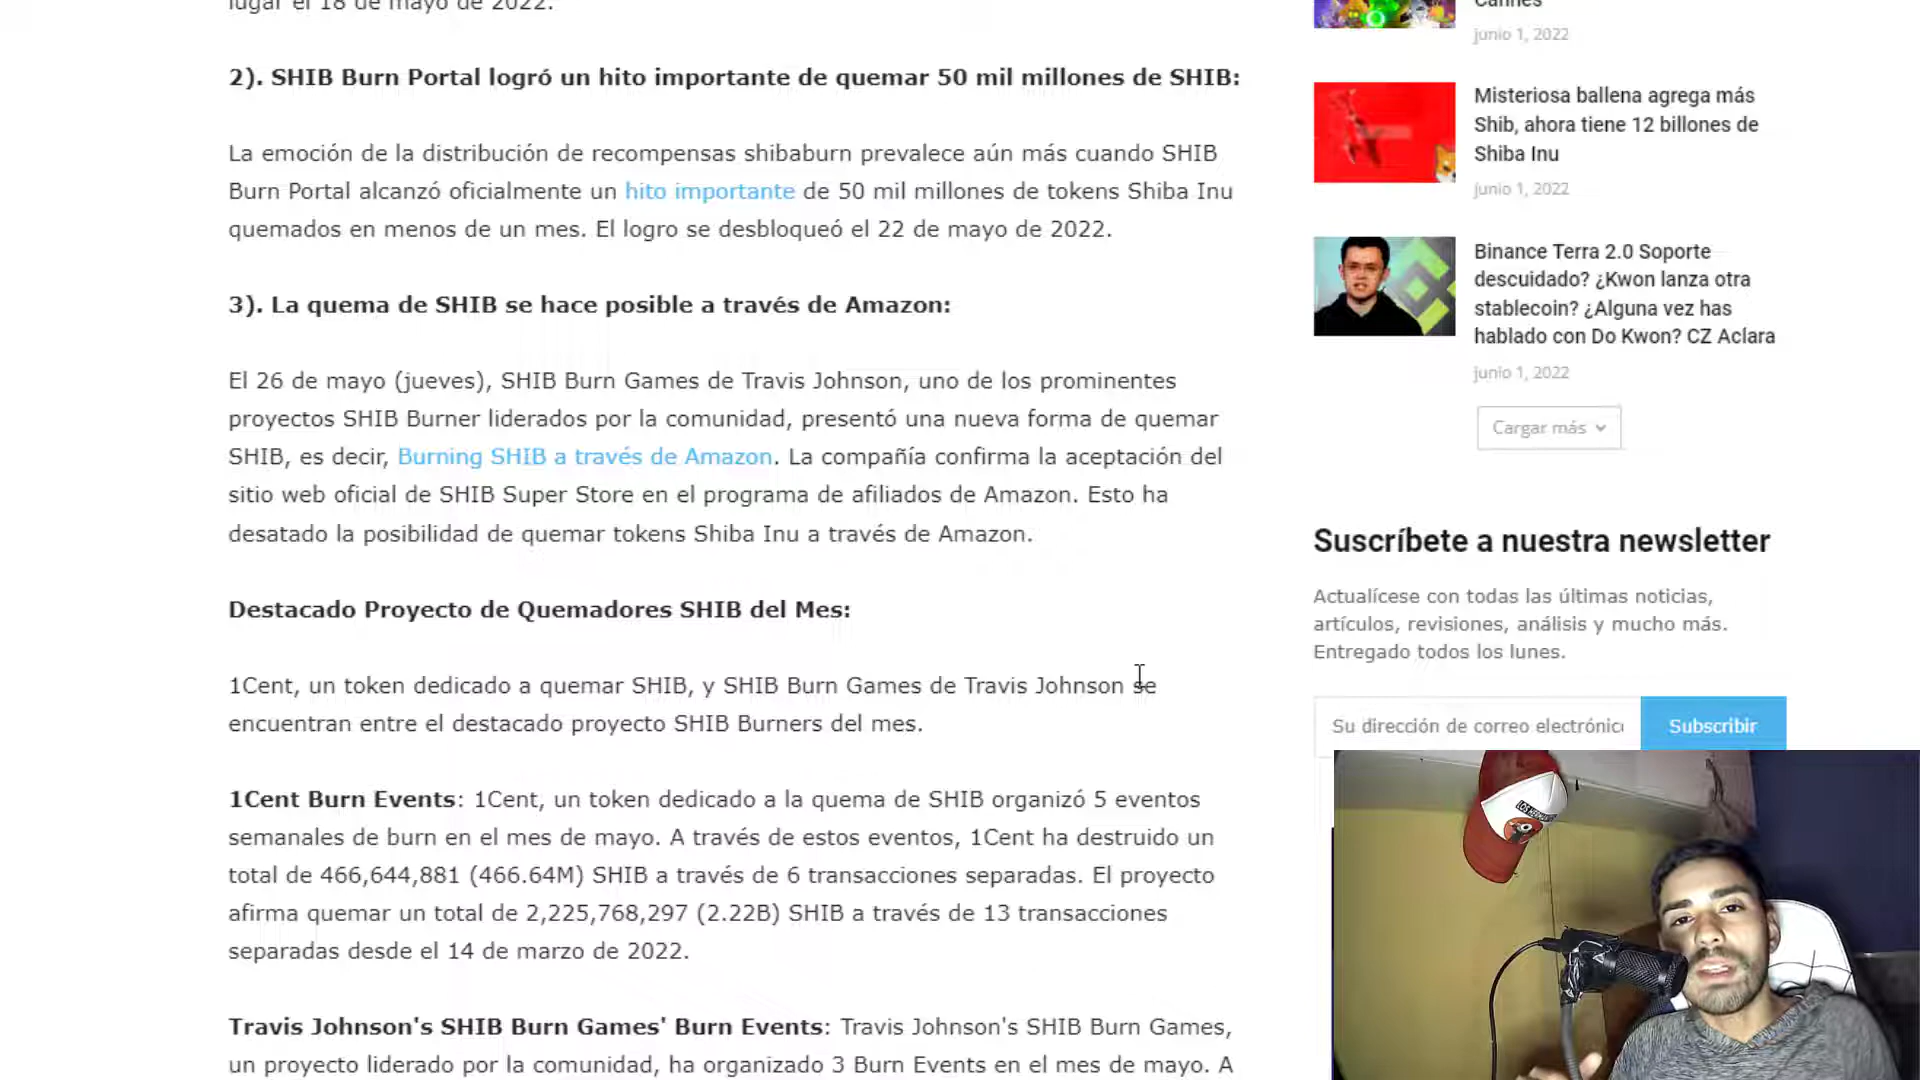 lugar el 18 de mayo de 2022.
2). SHIB Burn Portal logró un hito importante de quemar 50 mil millones de SHIB:
La emoción de la distribución de recompensas shibaburn prevalece aún más cuando SHIB
Burn Portal alcanzó oficialmente un hito importante de 50 mil millones de tokens Shiba Inu
quemados en menos de un mes. El logro se desbloqueó el 22 de mayo de 2022.
3). La quema de SHIB se hace posible a través de Amazon:
El 26 de mayo (jueves), SHIB Burn Games de Travis Johnson, uno de los prominentes
proyectos SHIB Burner liderados por la comunidad, presentó una nueva forma de quemar
SHIB, es decir, Burning SHIB a través de Amazon. La compañía confirma la aceptación del
sitio web oficial de SHIB Super Store en el programa de afiliados de Amazon. Esto ha
desatado la posibilidad de quemar tokens Shiba Inu a través de Amazon.
Destacado Proyecto de Quemadores SHIB del Mes:
1Cent, un token dedicado a quemar SHIB, y SHIB Burn Games de Travis Johnson se
encuentran entre el destacado proyecto SHIB Burners del mes.
1Cent Burn Events: 1Cent, un token dedicado a la quema de SHIB organizó 5 eventos
semanales de burn en el mes de mayo. A través de estos eventos, 1Cent ha destruido un
total de 466,644,881 (466.64M) SHIB a través de 6 transacciones separadas. El proyecto
afirma quemar un total de 2,225,768,297 (2.22B) SHIB a través de 13 transacciones
separadas desde el 14 de marzo de 2022.
Travis Johnson's SHIB Burn Games' Burn Events: Travis Johnson's SHIB Burn Games,
un proyecto liderado por la comunidad, ha organizado 3 Burn Events en el mes de mayo. A
Cannes
junio 1, 2022
Misteriosa ballena agrega más
Shib, ahora tiene 12 billones de
Shiba Inu
junio 1, 2022
Binance Terra 2.0 Soporte
descuidado? ¿Kwon lanza otra
stablecoin? ¿Alguna vez has
hablado con Do Kwon? CZ Aclara
junio 1, 2022
Cargar más
Suscríbete a nuestra newsletter
Actualícese con todas las últimas noticias,
artículos, revisiones, análisis y mucho más.
Entregado todos los lunes.
Su dirección de correo electrónic
Subscribir